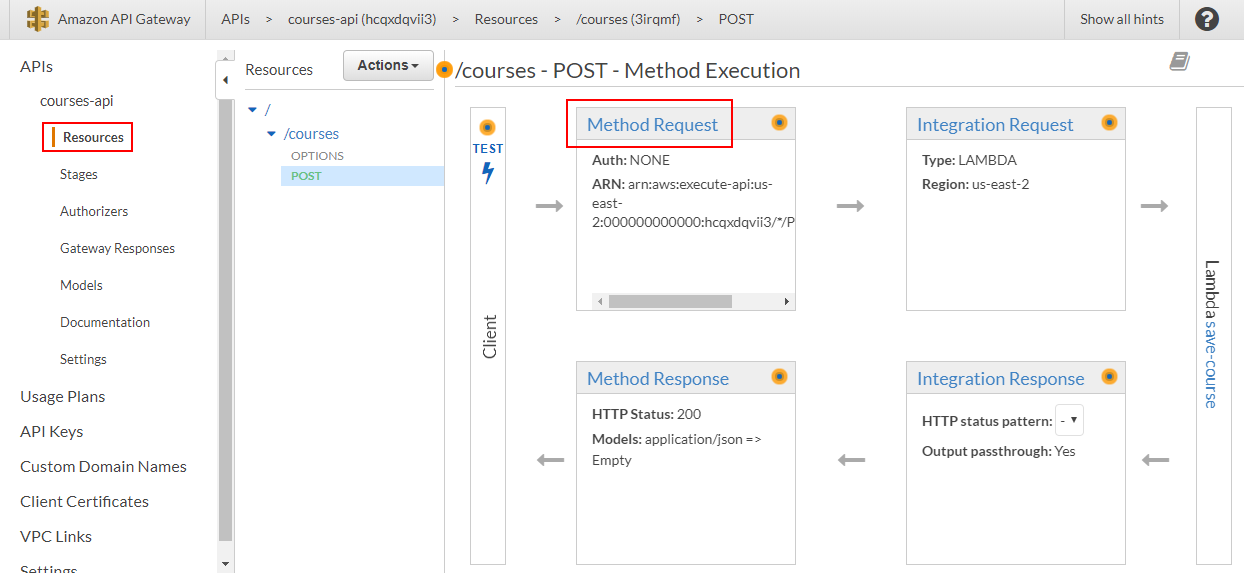 Amazon API Gateway
APIs > courses-api (hcqxdqvii3) > Resources > /courses (3irqmf) > POST
Show all hints
?
APIs
courses-api
Resources
Stages
Authorizers
Gateway Responses
Models
Documentation
Settings
Usage Plans
API Keys
Custom Domain Names
Client Certificates
VPC Links
Settings
Resources
Actions
/
/courses
OPTIONS
POST
/courses - POST - Method Execution
TEST
Client
Method Request
Auth: NONE
ARN: arn:aws:execute-api:us-
east-
2:000000000000:hcqxdqvii3/*/P
Integration Request
Type: LAMBDA
Region: us-east-2
Lambda save-course
Method Response
HTTP Status: 200
Models: application/json =>
Empty
Integration Response
HTTP status pattern: -
Output passthrough: Yes